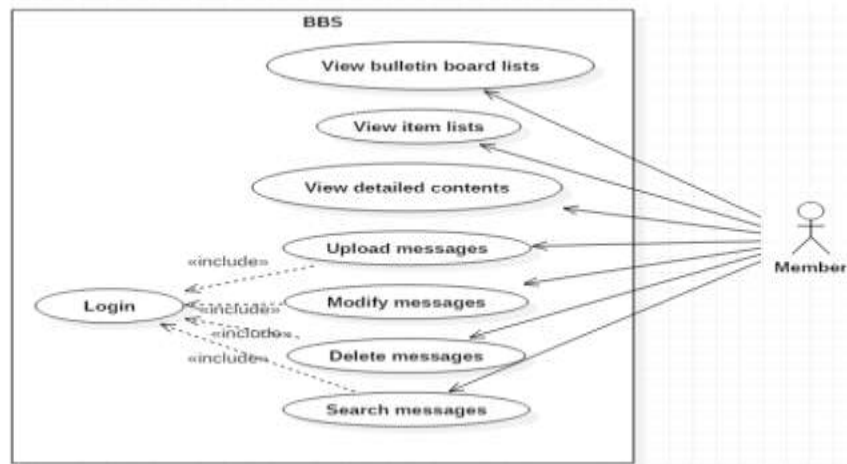 BBS
View bulletin board lists
View item lists
View detailed contents
Upload messages
«include»
Member
Login
«include»
Modify messages
«include»
Delete messages
«include»
Search messages